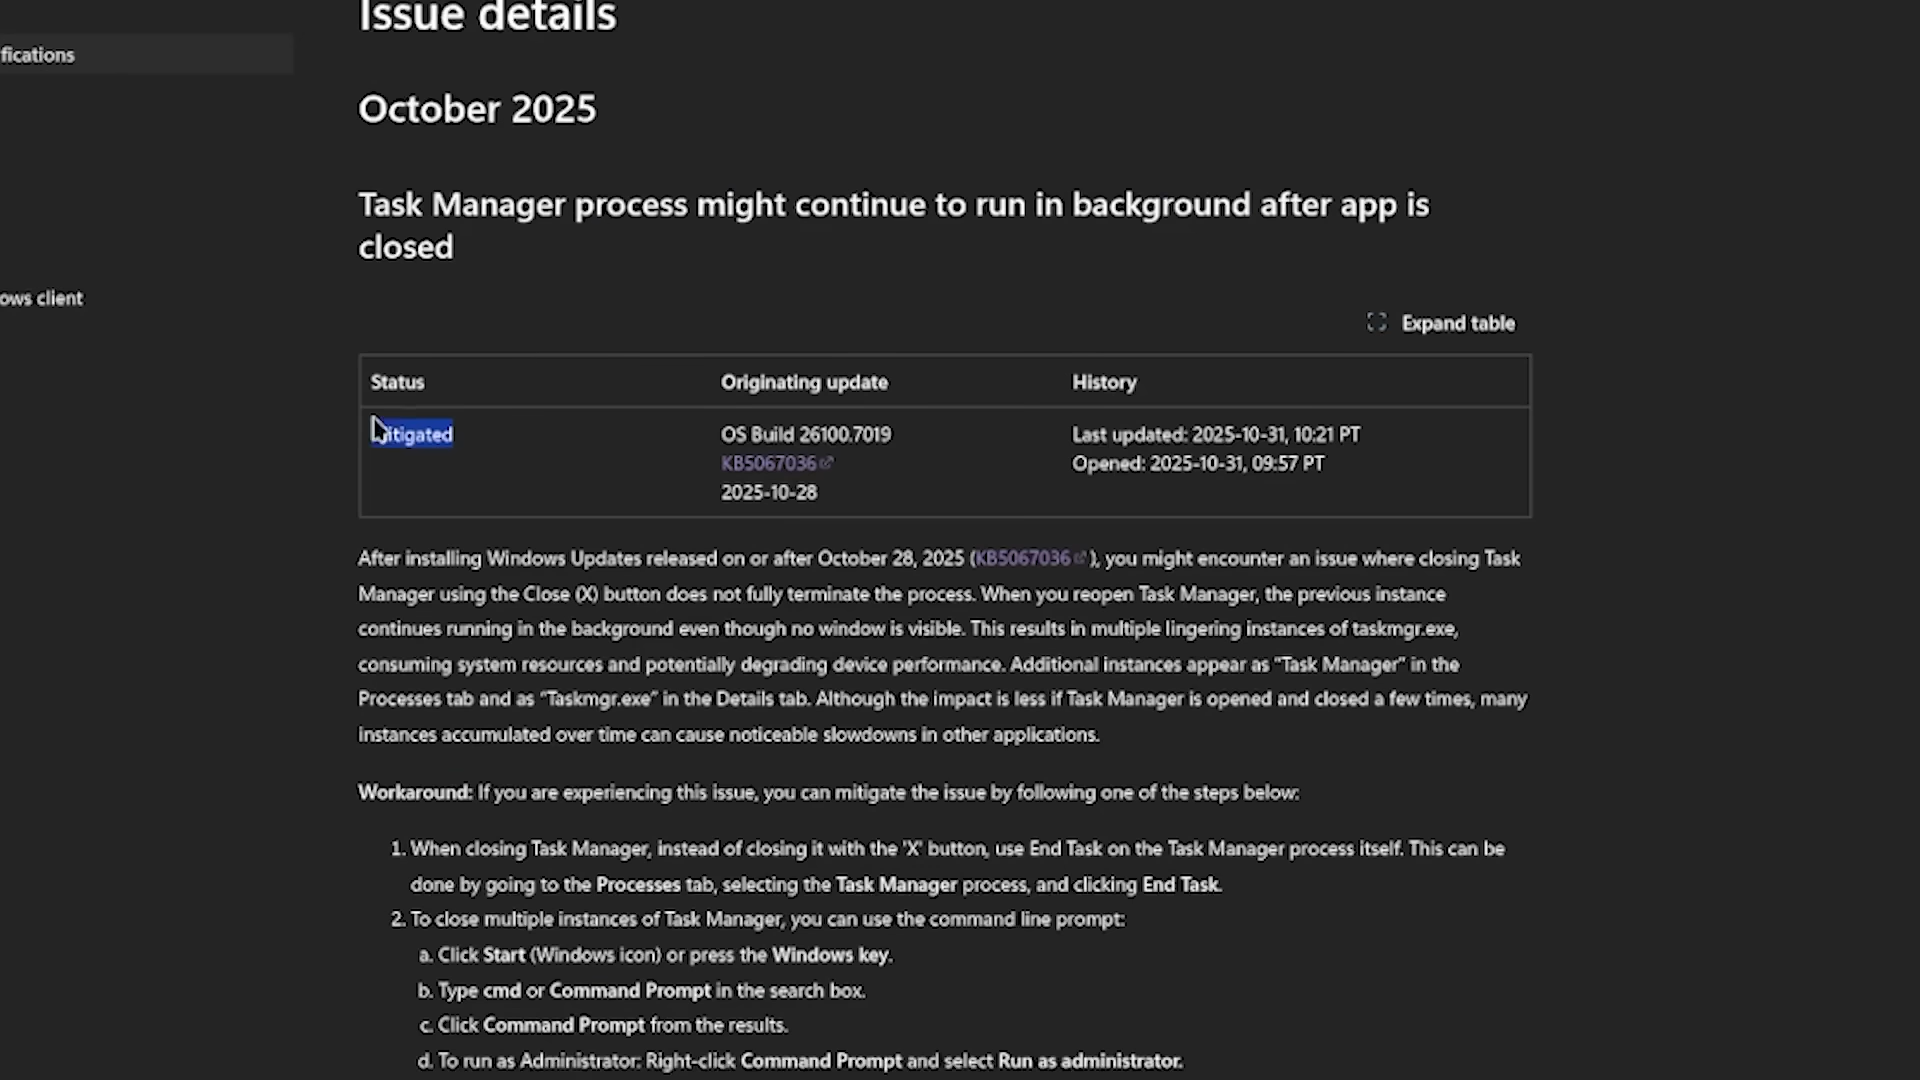 Issue details
fications
October 2025
Task Manager process might continue to run in background after app is
closed
ows client
Expand table
Status Originating update History
Mitigated OS Build 26100.7019 Last updated: 2025-10-31, 10:21 PT
KB5067036 Opened: 2025-10-31, 09:57 PT
2025-10-28
After installing Windows Updates released on or after October 28, 2025 (KB5067036), you might encounter an issue where closing Task
Manager using the Close (X) button does not fully terminate the process. When you reopen Task Manager, the previous instance
continues running in the background even though no window is visible. This results in multiple lingering instances of taskmgr.exe,
consuming system resources and potentially degrading device performance. Additional instances appear as “Task Manager” in the
Processes tab and as “Taskmgr.exe” in the Details tab. Although the impact is less if Task Manager is opened and closed a few times, many
instances accumulated over time can cause noticeable slowdowns in other applications.
Workaround: If you are experiencing this issue, you can mitigate the issue by following one of the steps below:
1. When closing Task Manager, instead of closing it with the 'X' button, use End Task on the Task Manager process itself. This can be
done by going to the Processes tab, selecting the Task Manager process, and clicking End Task.
2. To close multiple instances of Task Manager, you can use the command line prompt:
a. Click Start (Windows icon) or press the Windows key.
b. Type cmd or Command Prompt in the search box.
c. Click Command Prompt from the results.
d. To run as Administrator: Right-click Command Prompt and select Run as administrator.